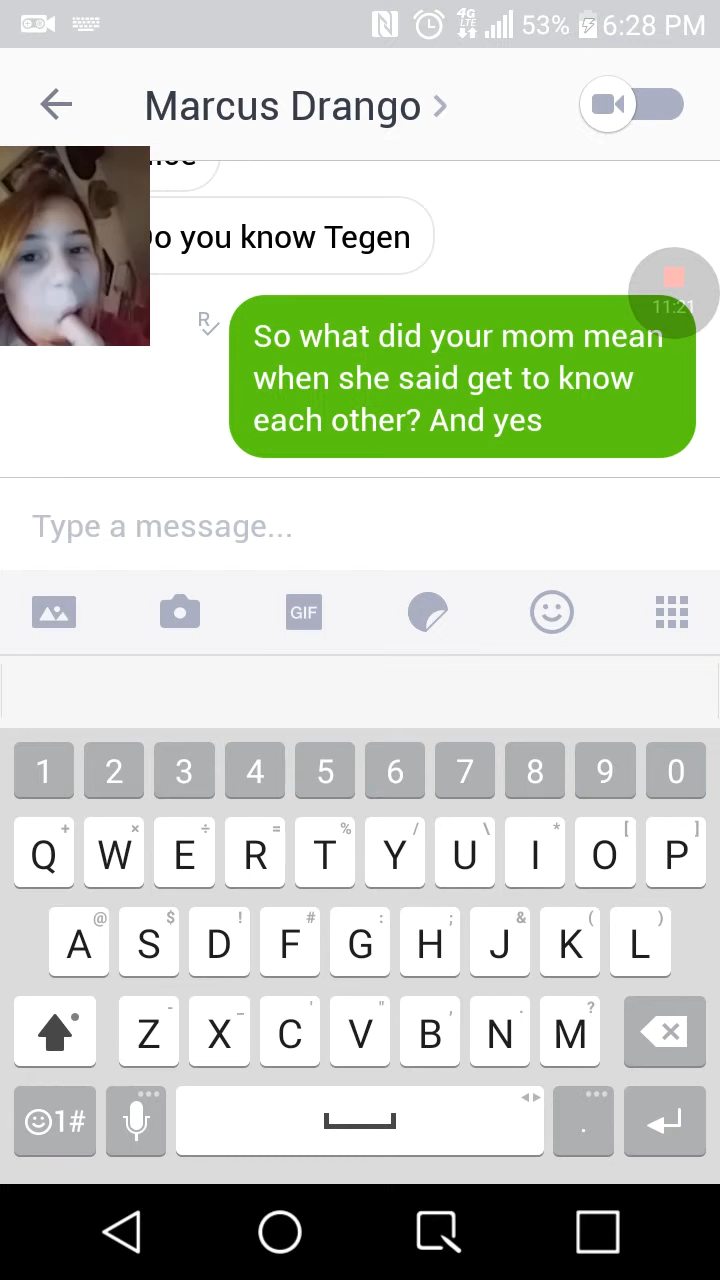 4G
LTE
53%
6:28 PM
Marcus Drango
o you know Tegen
11:21
R
So what did your mom mean
when she said get to know
each other? And yes
Type a message...
GIF
1 2 3 4 5 6 7 8 9 0
+ × ÷ = % / \ * [ ]
Q W E R T Y U I O P
@ $ ! # : ; & ( )
A S D F G H J K L
- _ ' " , . ?
Z X C V B N M
1#
.